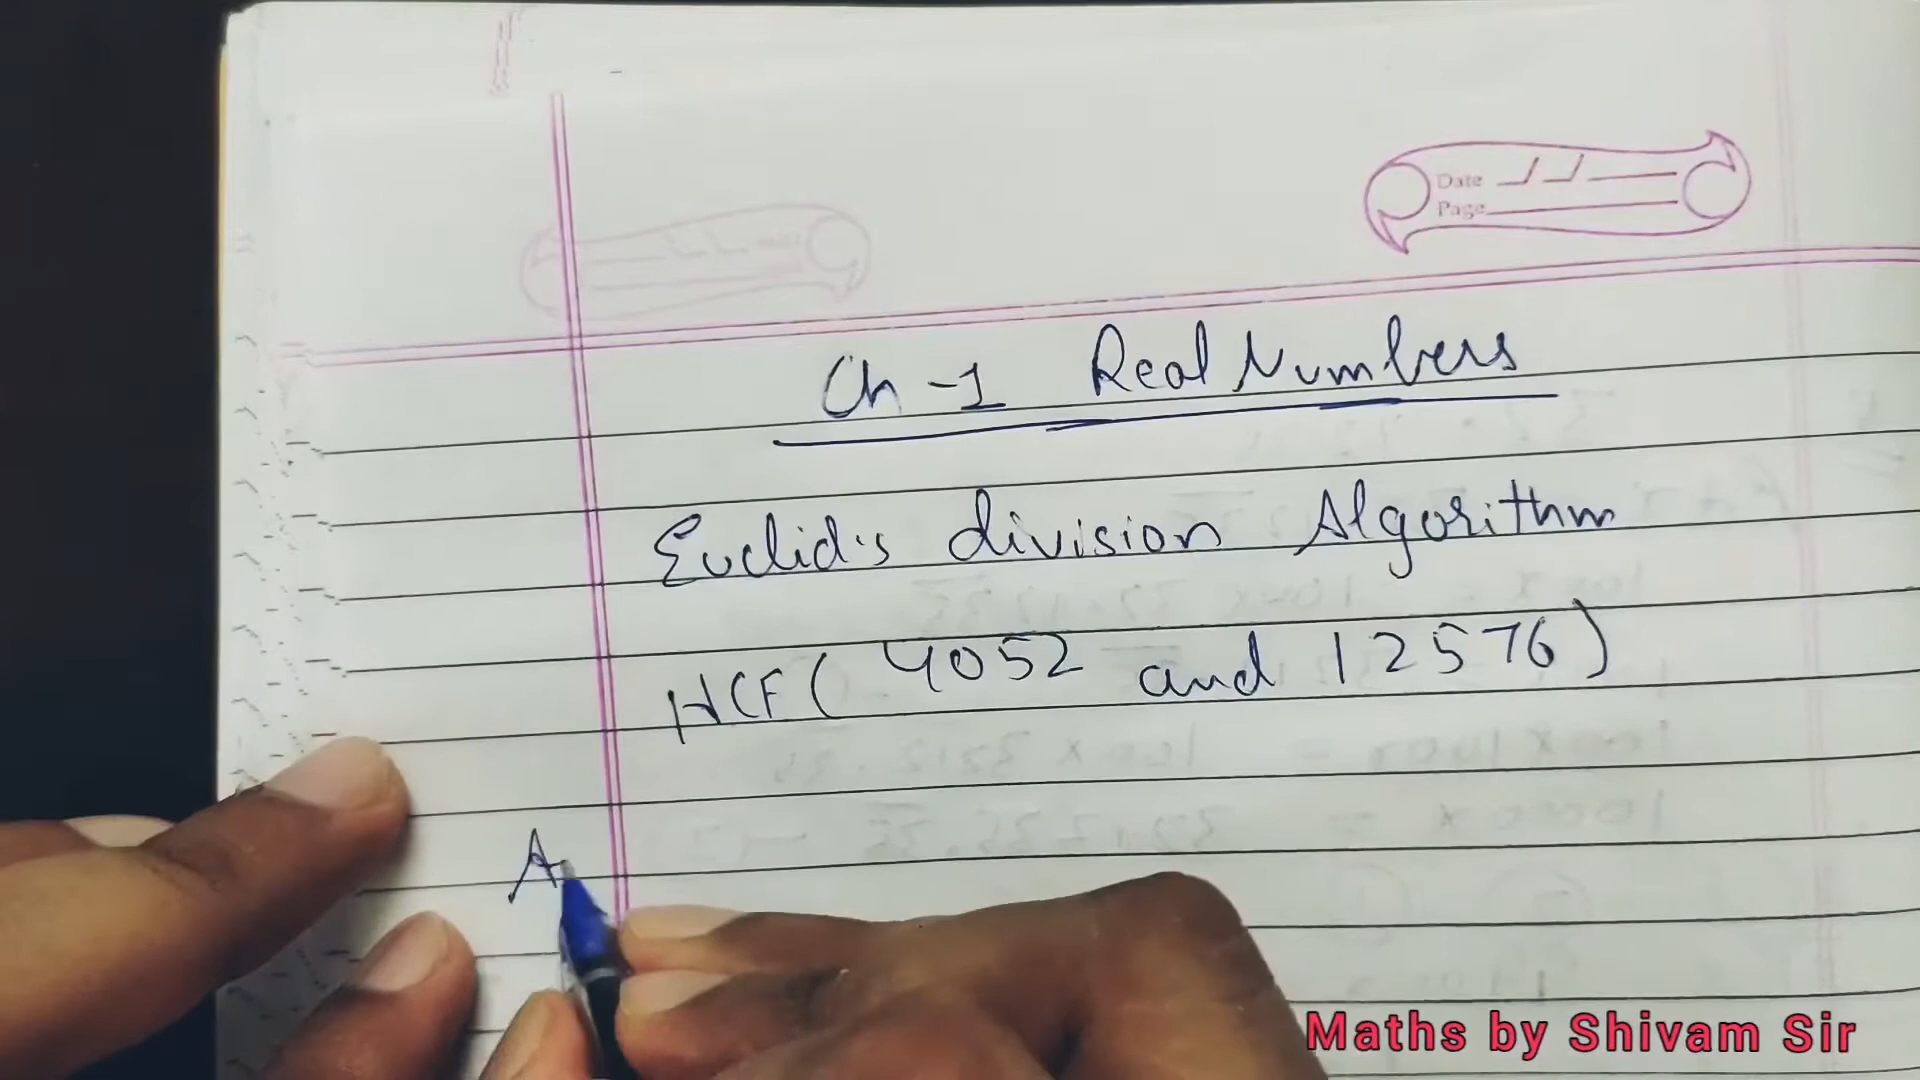 Date
Page
Ch-1 Real Numbers
Euclid's division Algorithm
HCF( 4052 and 12576)
A
Maths by Shivam Sir